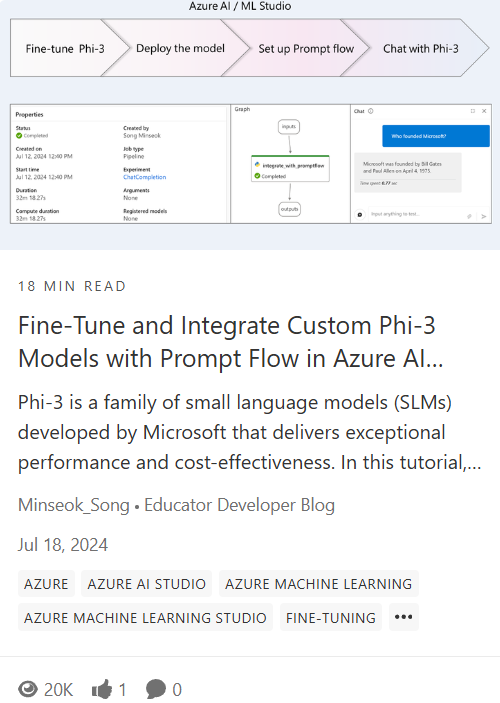 Azure AI / ML Studio
Fine-tune Phi-3
Deploy the model
Set up Prompt flow
Chat with Phi-3
Properties
Status
Completed
Created by
Song Minseok
Created on
Jul 12, 2024 12:40 PM
Job type
Pipeline
Start time
Jul 12, 2024 12:40 PM
Experiment
ChatCompletion
Duration
32m 18.27s
Arguments
None
Compute duration
32m 18.27s
Registered models
None
Graph
inputs
integrate_with_promptflow
Completed
outputs
Chat
Who founded Microsoft?
Microsoft was founded by Bill Gates
and Paul Allen on April 4, 1975.
Time spent: 6.77 sec
Input anything to test...
18 MIN READ
Fine-Tune and Integrate Custom Phi-3
Models with Prompt Flow in Azure AI...
Phi-3 is a family of small language models (SLMs)
developed by Microsoft that delivers exceptional
performance and cost-effectiveness. In this tutorial,...
Minseok_Song • Educator Developer Blog
Jul 18, 2024
AZURE AZURE AI STUDIO AZURE MACHINE LEARNING
AZURE MACHINE LEARNING STUDIO FINE-TUNING •••
20K 1 0